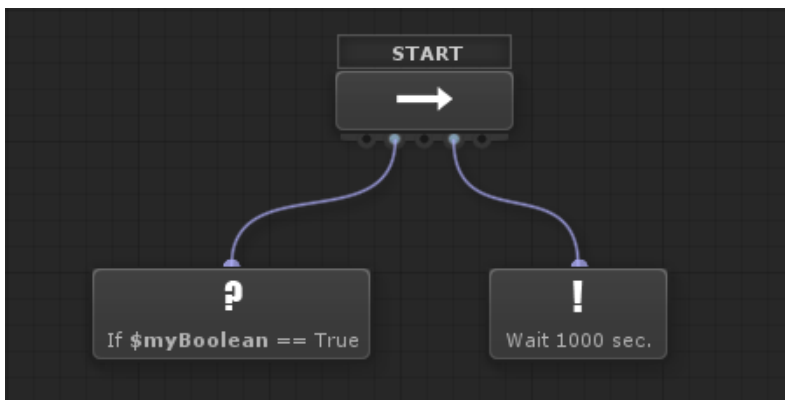 START
?
!
If $myBoolean == True
Wait 1000 sec.